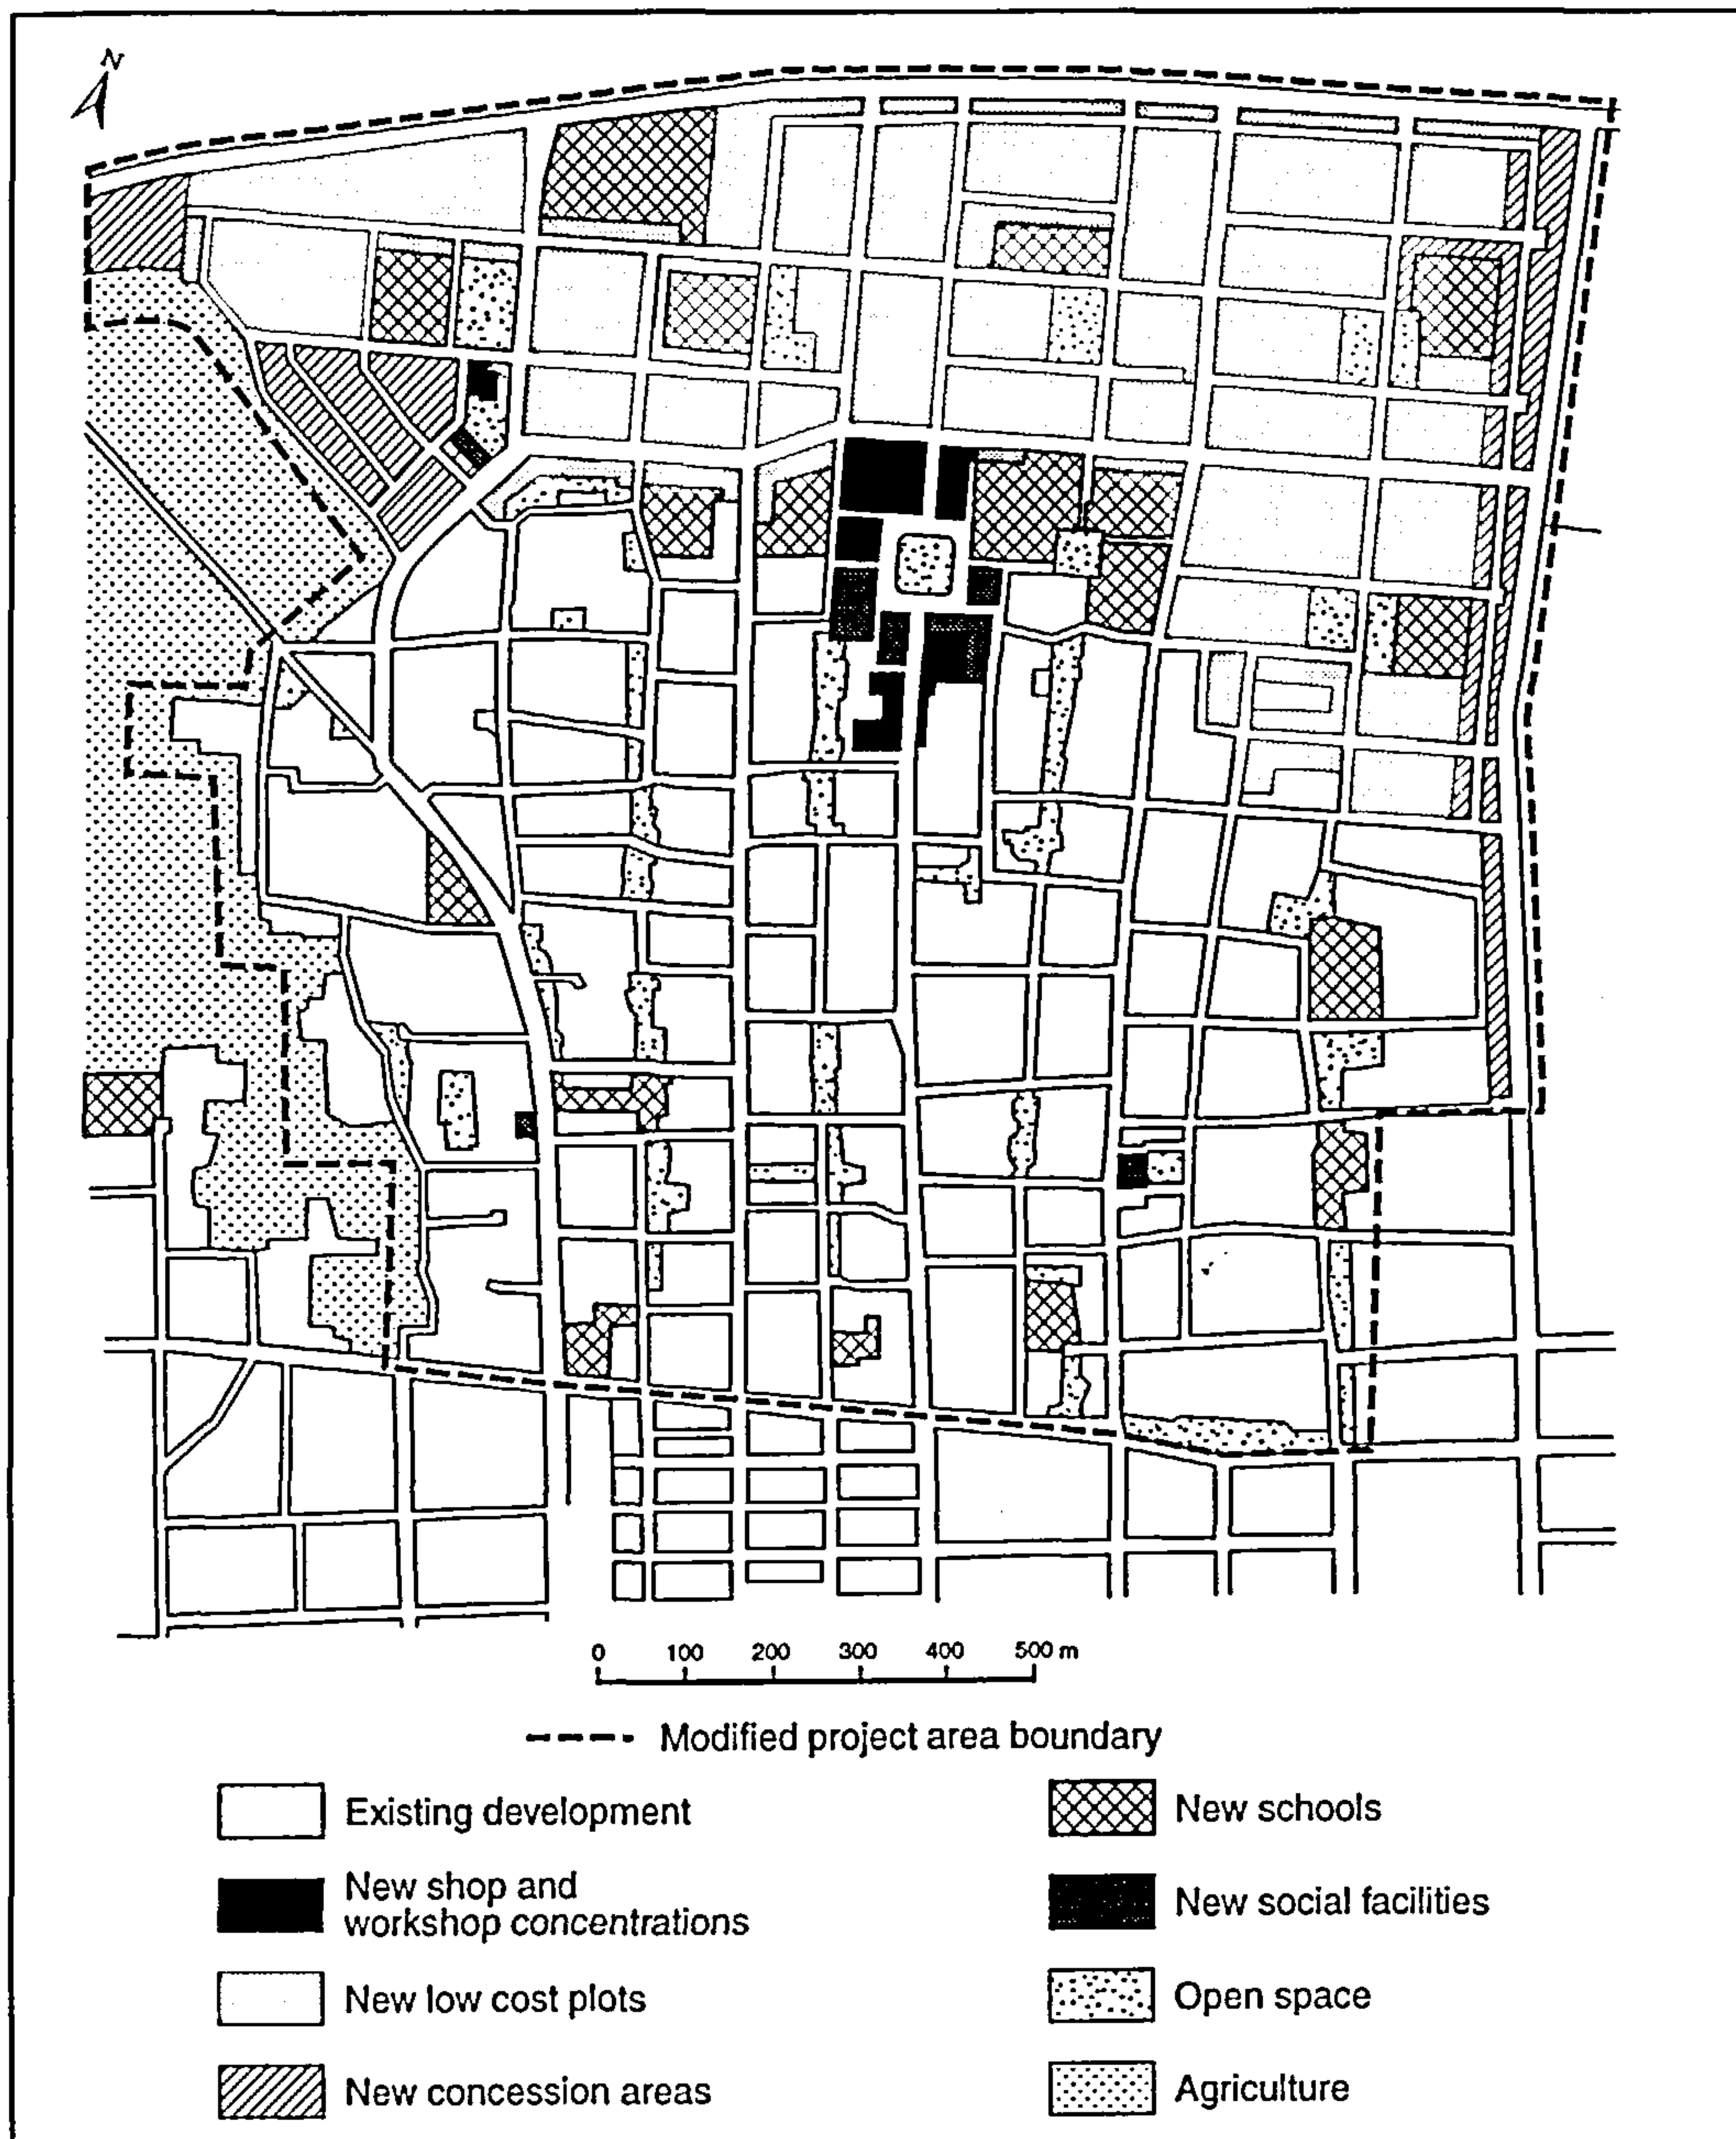 N
0 100 200 300 400 500 m
Modified project area boundary
Existing development
New shop and
workshop concentrations
New low cost plots
New concession areas
New schools
New social facilities
Open space
Agriculture